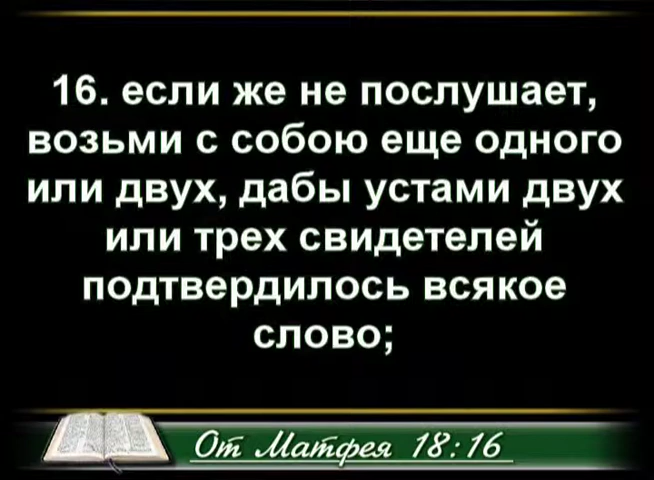 16. если же не послушает,
возьми с собою еще одного
или двух, дабы устами двух
или трех свидетелей
подтвердилось всякое
слово;
От Матфея 18:16